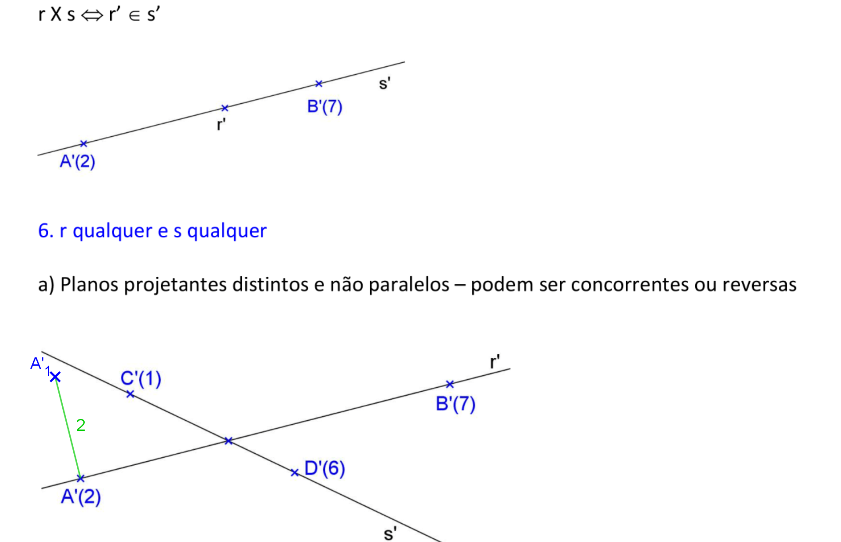 r X s ⇔ r’ ∈ s’
s'
B'(7)
r'
A'(2)
6. r qualquer e s qualquer
a) Planos projetantes distintos e não paralelos – podem ser concorrentes ou reversas
r'
A'₁
C'(1)
B'(7)
2
D'(6)
A'(2)
s'